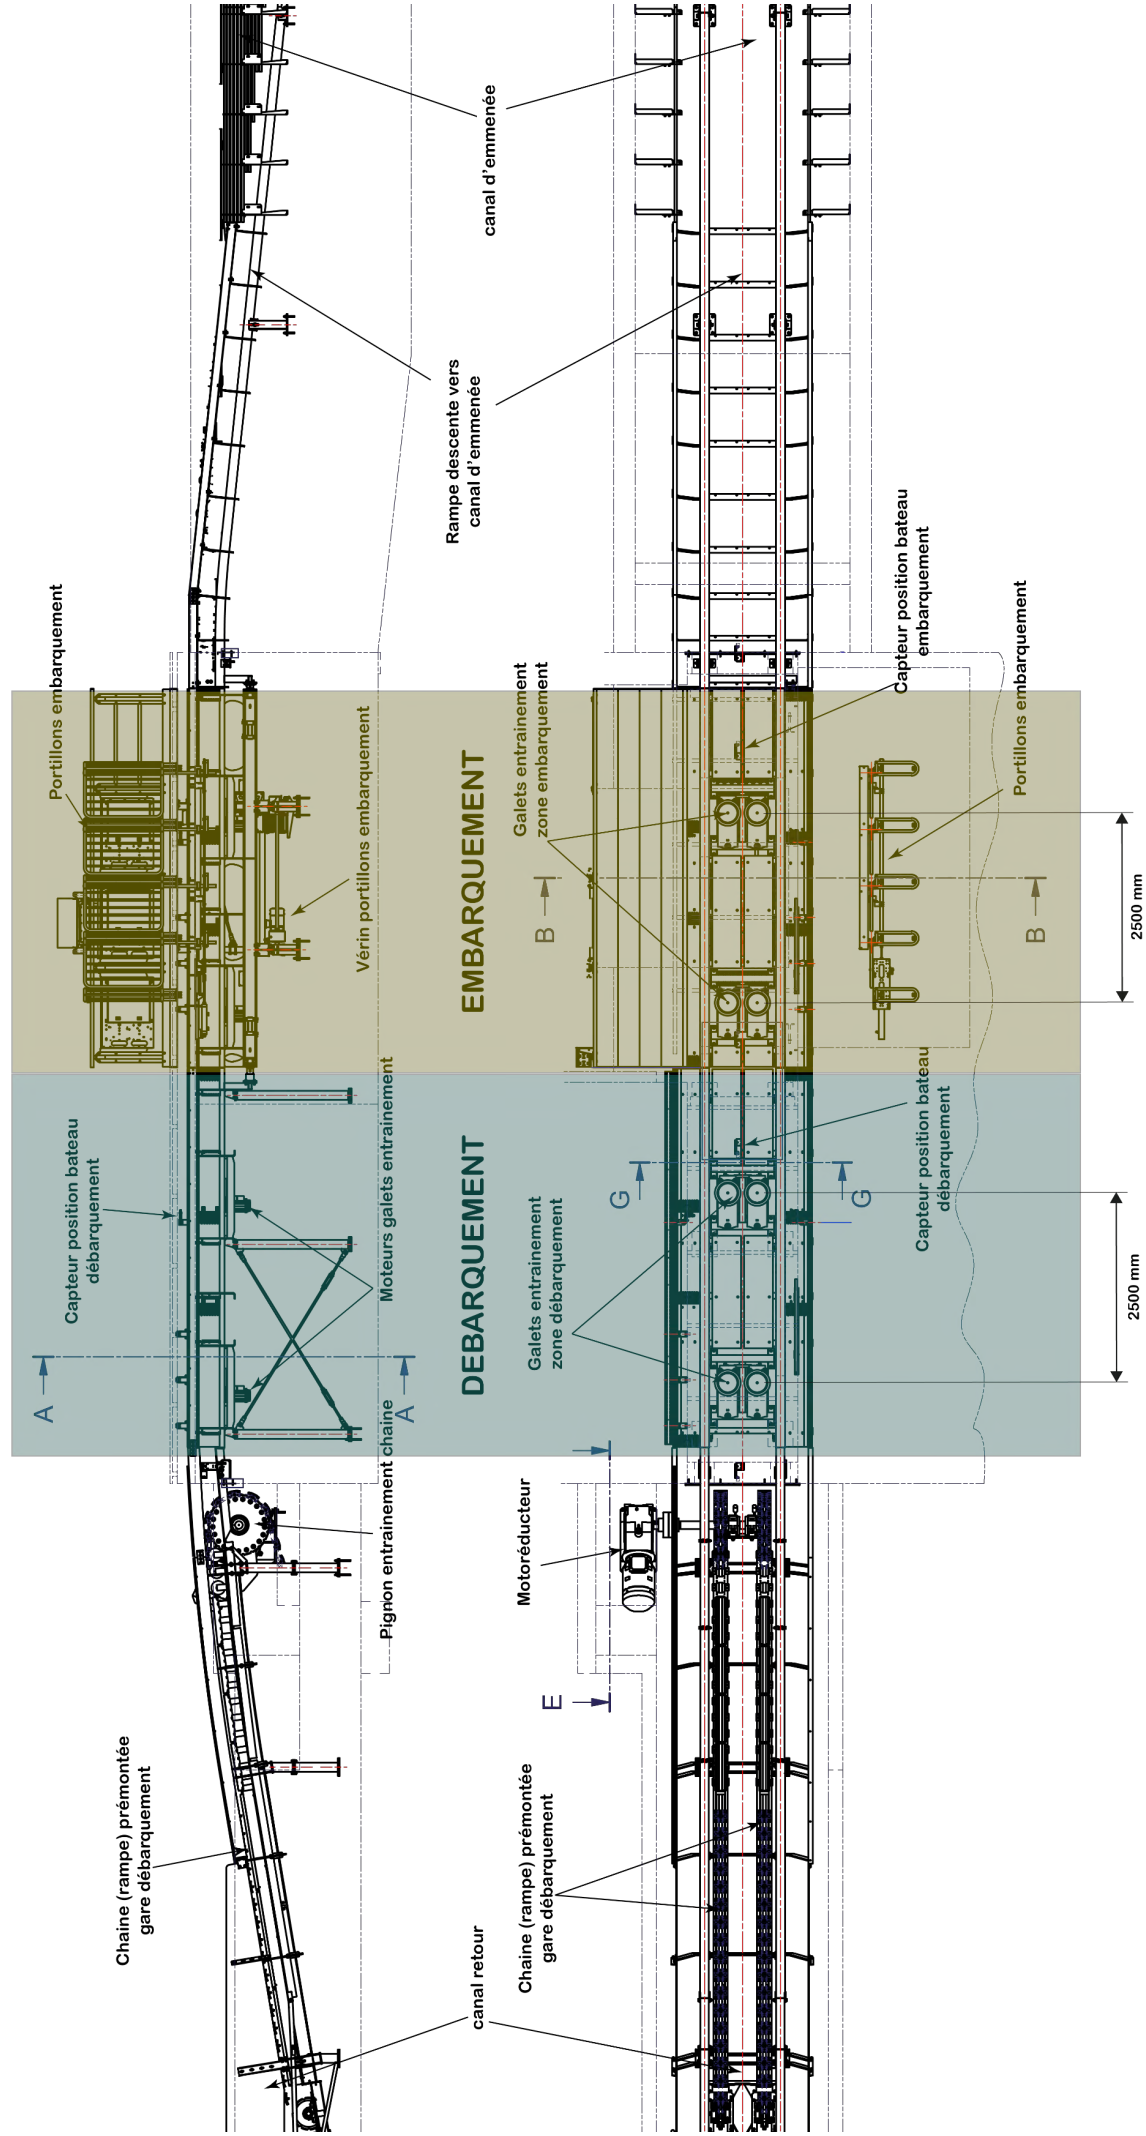 A
Portillons embarquement
Capteur position bateau
débarquement
Chaine (rampe) prémontée
gare débarquement
Vérin portillons embarquement
Pignon entrainement chaine
Moteurs galets entrainement
A
Rampe descente vers
canal d'emmenée
canal d'emmenée
canal retour
DEBARQUEMENT
EMBARQUEMENT
Chaine (rampe) prémontée
gare débarquement
Motoréducteur
Galets entrainement
zone débarquement
Galets entrainement
zone embarquement
E
B
G
G
Capteur position bateau
débarquement
Capteur position bateau
embarquement
Portillons embarquement
B
2500 mm
2500 mm